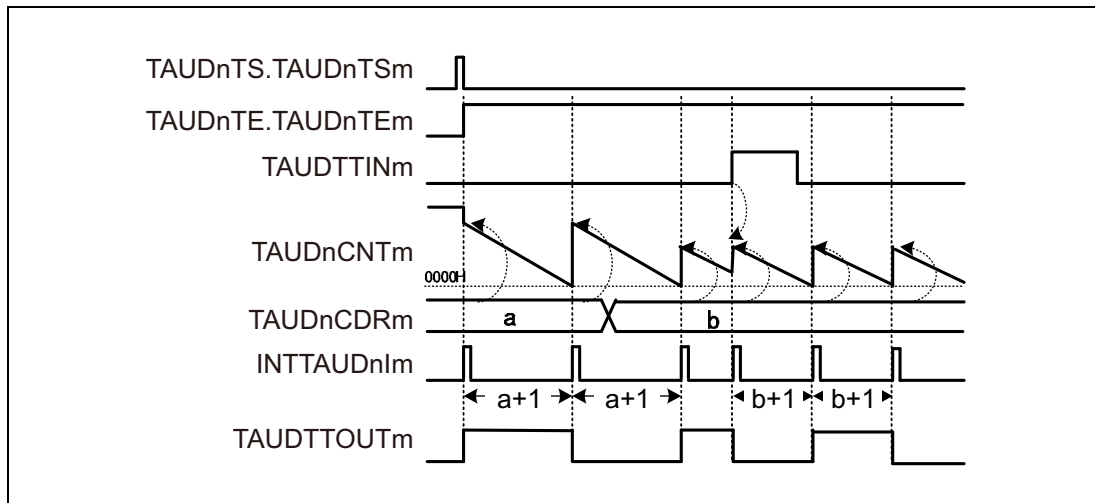 TAUDnTS.TAUDnTSm
TAUDnTE.TAUDnTEm
TAUDTTINm
TAUDnCNTm
0000H
TAUDnCDRm
a
b
INTTAUDnIm
a+1
a+1
b+1
b+1
TAUDTTOUTm